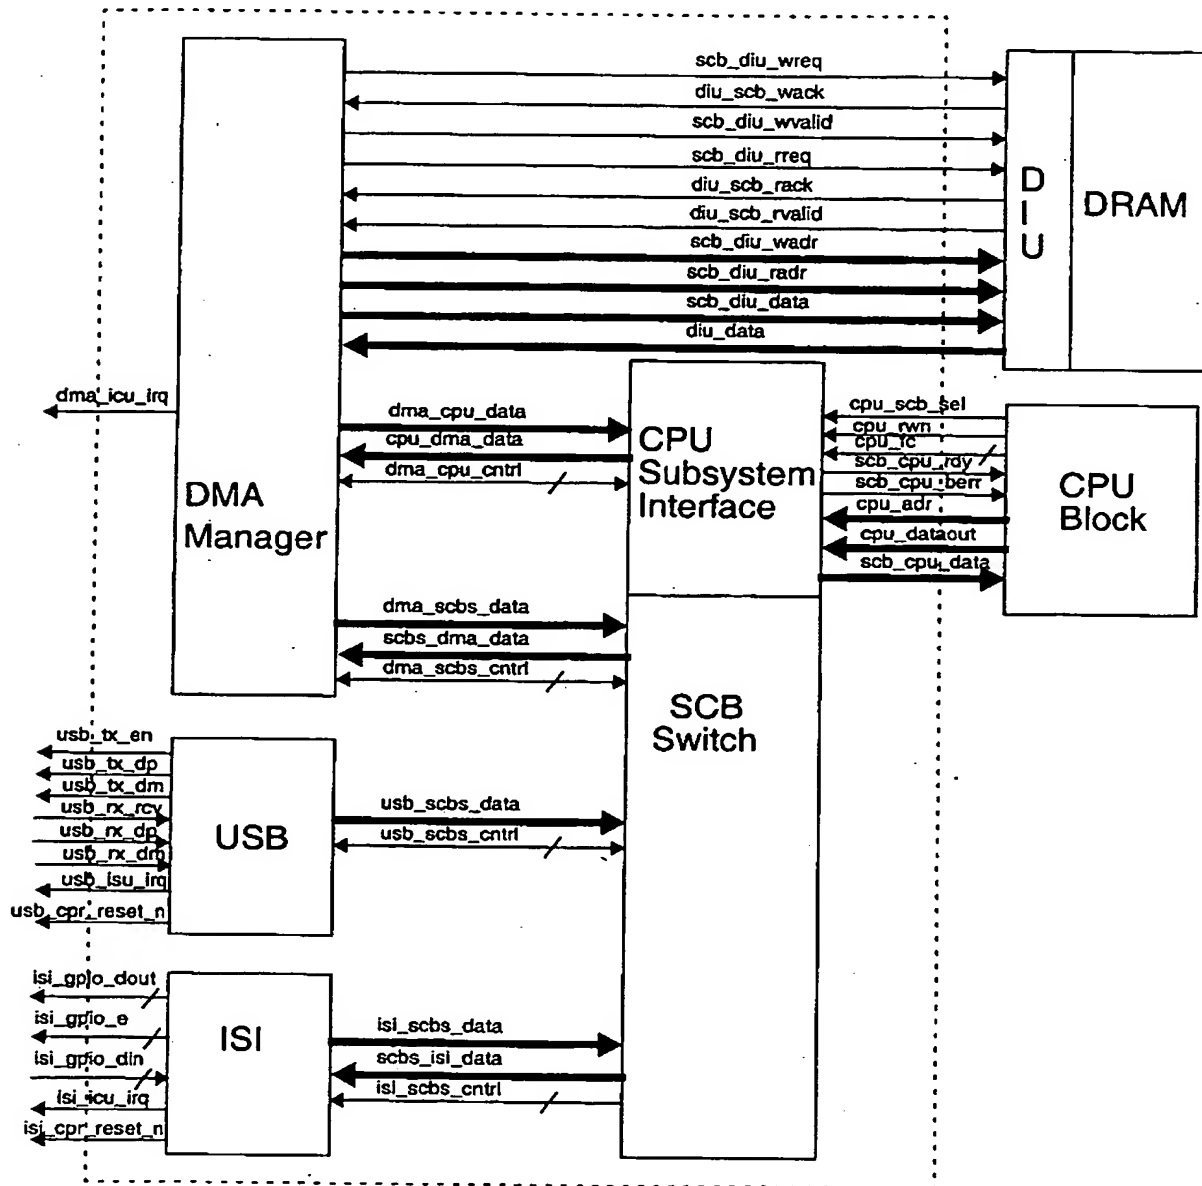 scb_diu_wreq
diu_scb_wack
scb_diu_wvalid
scb_diu_rreq
diu_scb_rack
diu_scb_rvalid
scb_diu_wadr
scb_diu_radr
scb_diu_data
diu_data
D
I
U
DRAM
dma_icu_irq
DMA
Manager
dma_cpu_data
cpu_dma_data
dma_cpu_cntrl
CPU
Subsystem
Interface
cpu_scb_sel
cpu_rwn
cpu_fc
scb_cpu_rdy
scb_cpu_berr
cpu_adr
cpu_dataout
scb_cpu_data
CPU
Block
dma_scbs_data
scbs_dma_data
dma_scbs_cntrl
SCB
Switch
usb_tx_en
usb_tx_dp
usb_tx_dm
usb_rx_rcv
usb_rx_dp
usb_rx_dm
usb_isu_irq
usb_cpr_reset_n
USB
usb_scbs_data
usb_scbs_cntrl
isi_gpio_dout
isi_gpio_e
isi_gpio_din
isi_icu_irq
isi_cpr_reset_n
ISI
isi_scbs_data
scbs_isi_data
isi_scbs_cntrl